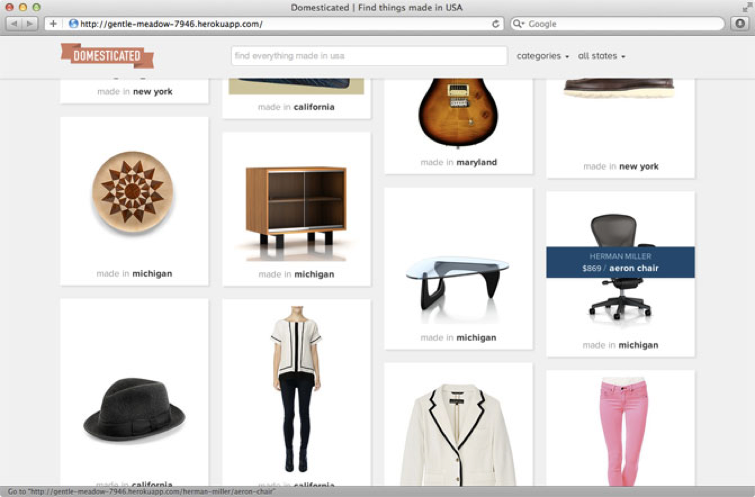 Domesticated | Find things made in USA
http://gentle-meadow-7946.herokuapp.com/
Google
DOMESTICATED
find everything made in usa
categories
all states
made in new york
made in california
made in maryland
made in new york
made in michigan
made in michigan
made in michigan
HERMAN MILLER
$869 / aeron chair
made in michigan
made in california
made in california
Go to "http://gentle-meadow-7946.herokuapp.com/herman-miller/aeron-chair"